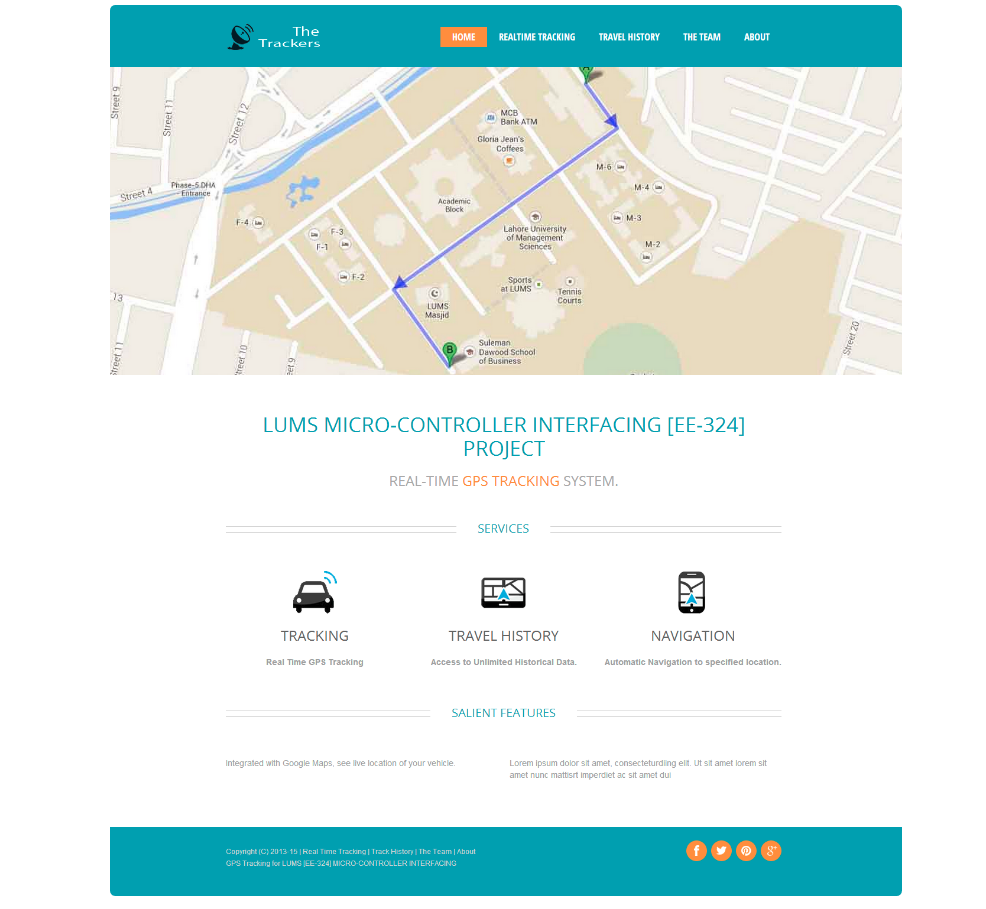 The
Trackers
HOME REALTIME TRACKING TRAVEL HISTORY THE TEAM ABOUT
A
Street 9
Street 11
Street 12
MCB
Bank ATM
Gloria Jean's
Coffees
M-6
Phase-5 DHA
Entrance
Street 4
M-4
Academic
Block
F-4
F-3
F-1
Lahore University
of Management
Sciences
M-3
M-2
F-2
Sports
at LUMS
Tennis
Courts
13
LUMS
Masjid
Street 20
B
Suleman
Dawood School
of Business
Street 11
Street 10
eet 9
LUMS MICRO-CONTROLLER INTERFACING [EE-324]
PROJECT
REAL-TIME GPS TRACKING SYSTEM.
SERVICES
TRACKING TRAVEL HISTORY NAVIGATION
Real Time GPS Tracking Access to Unlimited Historical Data. Automatic Navigation to specified location.
SALIENT FEATURES
Integrated with Google Maps, see live location of your vehicle.
Lorem ipsum dolor sit amet, consecteturdiing elit. Ut sit amet lorem sit
amet nunc mattisrt imperdiet ac sit amet dui
Copyright (C) 2013-15 | Real Time Tracking | Track History | The Team | About
GPS Tracking for LUMS [EE-324] MICRO-CONTROLLER INTERFACING